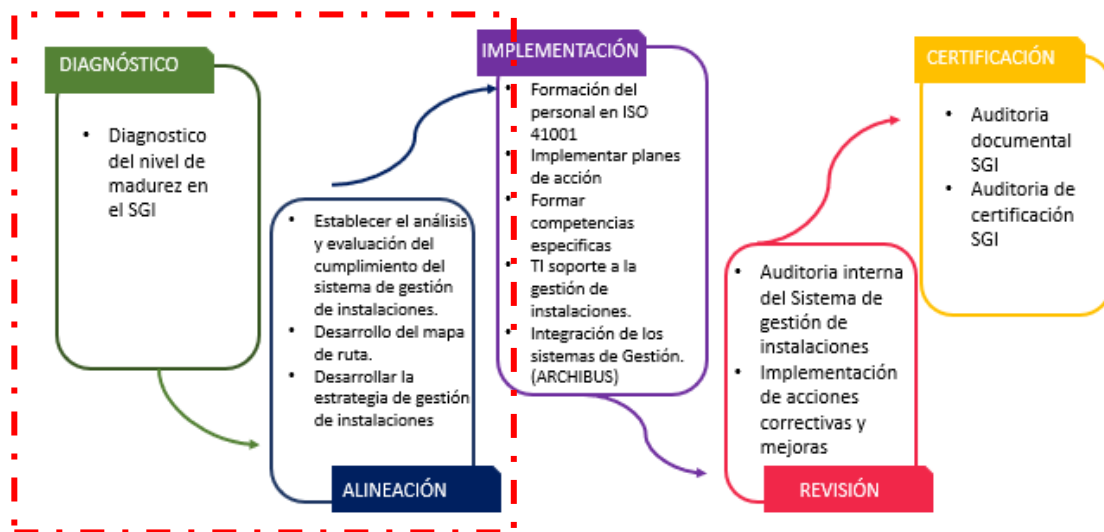 DIAGNÓSTICO
• Diagnostico
del nivel de
madurez en
el SGI
• Establecer el análisis
y evaluación del
cumplimiento del
sistema de gestión
de instalaciones.
• Desarrollo del mapa
de ruta.
• Desarrollar la
estrategia de gestión
de instalaciones
ALINEACIÓN
IMPLEMENTACIÓN
• Formación del
personal en ISO
41001
• Implementar planes
de acción
• Formar
competencias
especificas
• TI soporte a la
gestión de
instalaciones.
• Integración de los
sistemas de Gestión.
(ARCHIBUS)
• Auditoria interna
del Sistema de
gestión de
instalaciones
• Implementación
de acciones
correctivas y
mejoras
REVISIÓN
CERTIFICACIÓN
• Auditoria
documental
SGI
• Auditoria de
certificación
SGI